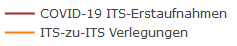 COVID-19 ITS-Erstaufnahmen
ITS-zu-ITS Verlegungen